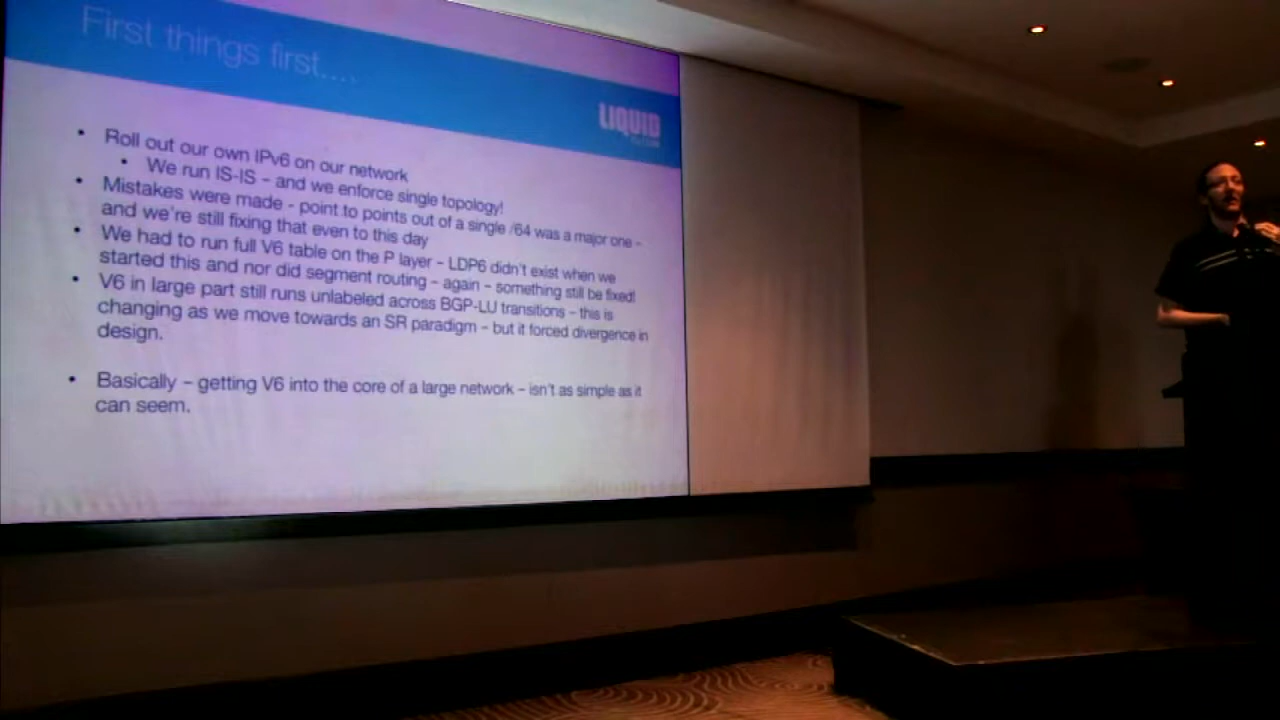 First things first....
LIQUID
Roll out our own IPv6 on our network
We run IS-IS – and we enforce single topology!
Mistakes were made - point to points out of a single /64 was a major one -
and we're still fixing that even to this day
We had to run full V6 table on the P layer – LDP6 didn't exist when we
started this and nor did segment routing – again – something still be fixed!
V6 in large part still runs unlabeled across BGP-LU transitions – this is
changing as we move towards an SR paradigm – but it forced divergence in
design.
Basically – getting V6 into the core of a large network – isn't as simple as it
can seem.